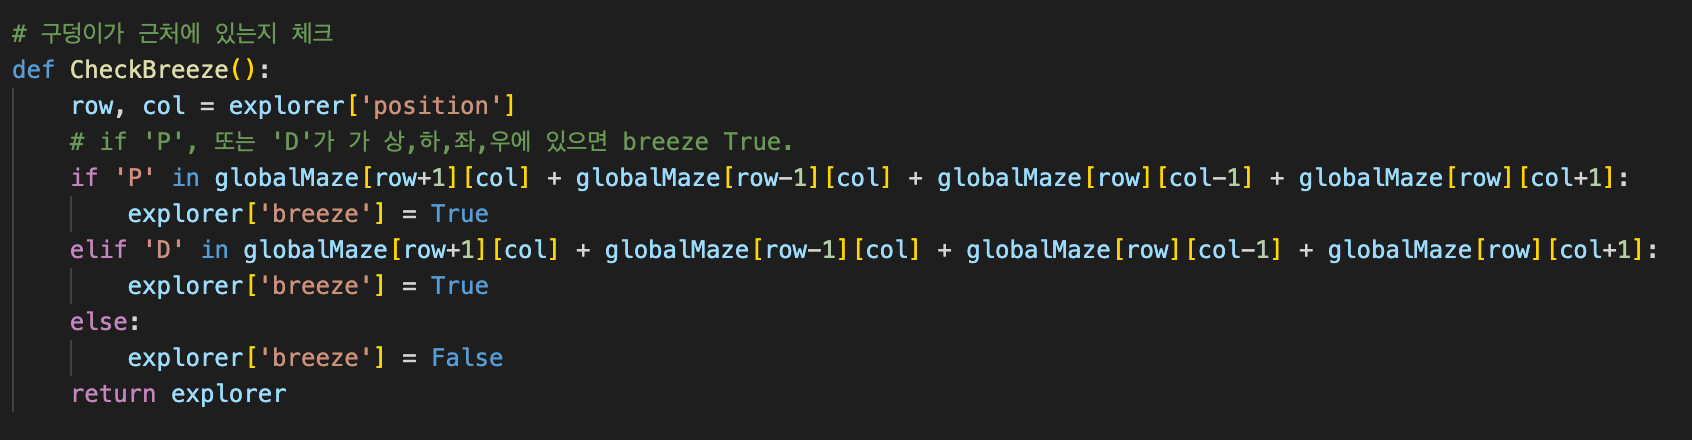 # 구덩이가 근처에 있는지 체크
def CheckBreeze():
    row, col = explorer['position']
    # if 'P', 또는 'D'가 가 상,하,좌,우에 있으면 breeze True.
    if 'P' in globalMaze[row+1][col] + globalMaze[row-1][col] + globalMaze[row][col-1] + globalMaze[row][col+1]:
        explorer['breeze'] = True
    elif 'D' in globalMaze[row+1][col] + globalMaze[row-1][col] + globalMaze[row][col-1] + globalMaze[row][col+1]:
        explorer['breeze'] = True
    else:
        explorer['breeze'] = False
    return explorer